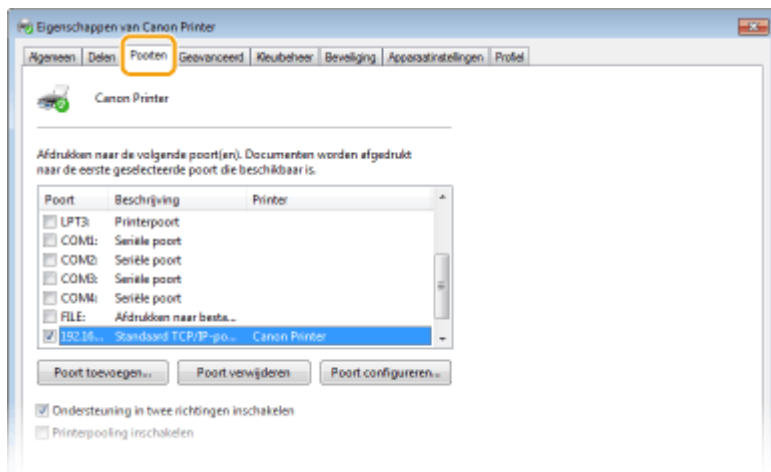 Eigenschappen van Canon Printer
Algemeen Delen Poorten Geavanceerd Kleurbeheer Beveiliging Apparaatinstellingen Profiel
Canon Printer
Afdrukken naar de volgende poort(en). Documenten worden afgedrukt
naar de eerste geselecteerde poort die beschikbaar is.
Poort Beschrijving Printer
LPT3: Printerpoort
COM1: Seriële poort
COM2: Seriële poort
COM3: Seriële poort
COM4: Seriële poort
FILE: Afdrukken naar besta...
192.16... Standaard TCP/IP-po... Canon Printer
Poort toevoegen... Poort verwijderen Poort configureren...
Ondersteuning in twee richtingen inschakelen
Printerpooling inschakelen